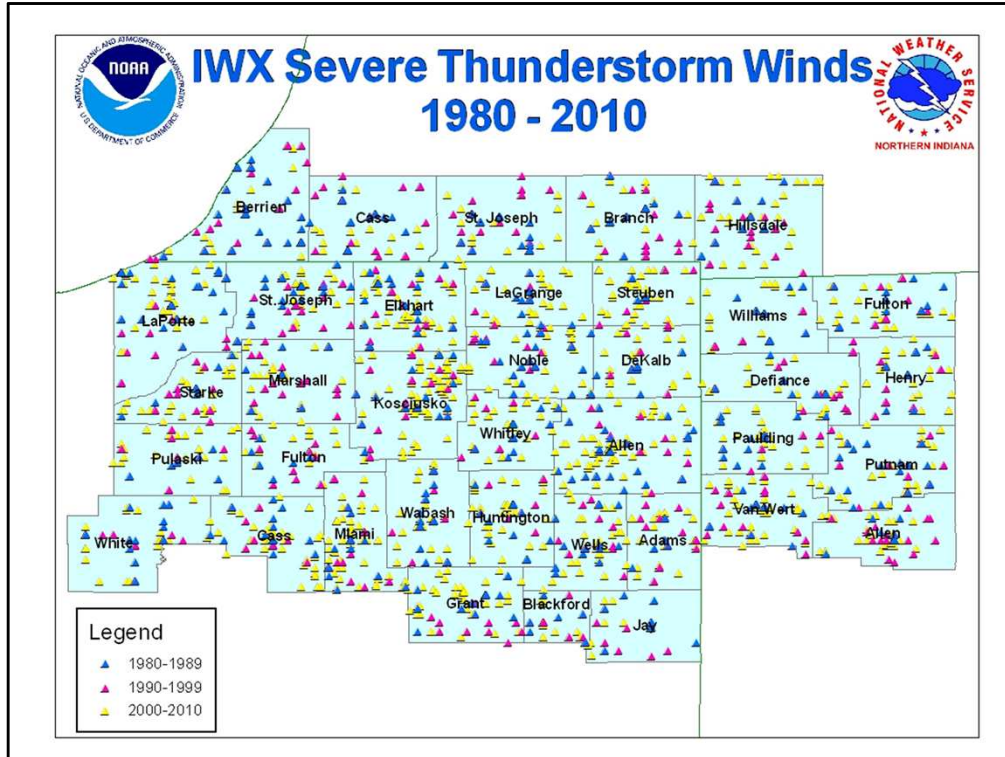 NATIONAL OCEANIC AND ATMOSPHERIC ADMINISTRATION
NOAA
U.S. DEPARTMENT OF COMMERCE
IWX Severe Thunderstorm Winds
1980 - 2010
NATIONAL WEATHER SERVICE
NORTHERN INDIANA
Berrien
Cass
St. Joseph
Branch
Hillsdale
LaPorte
St. Joseph
Elkhart
LaGrange
Steuben
Williams
Fulton
Starke
Marshall
Kosciusko
Noble
DeKalb
Defiance
Henry
Pulaski
Fulton
Whitley
Allen
Paulding
Putnam
White
Cass
Miami
Wabash
Huntington
Wells
Adams
Van Wert
Allen
Grant
Blackford
Jay
Legend
1980-1989
1990-1999
2000-2010